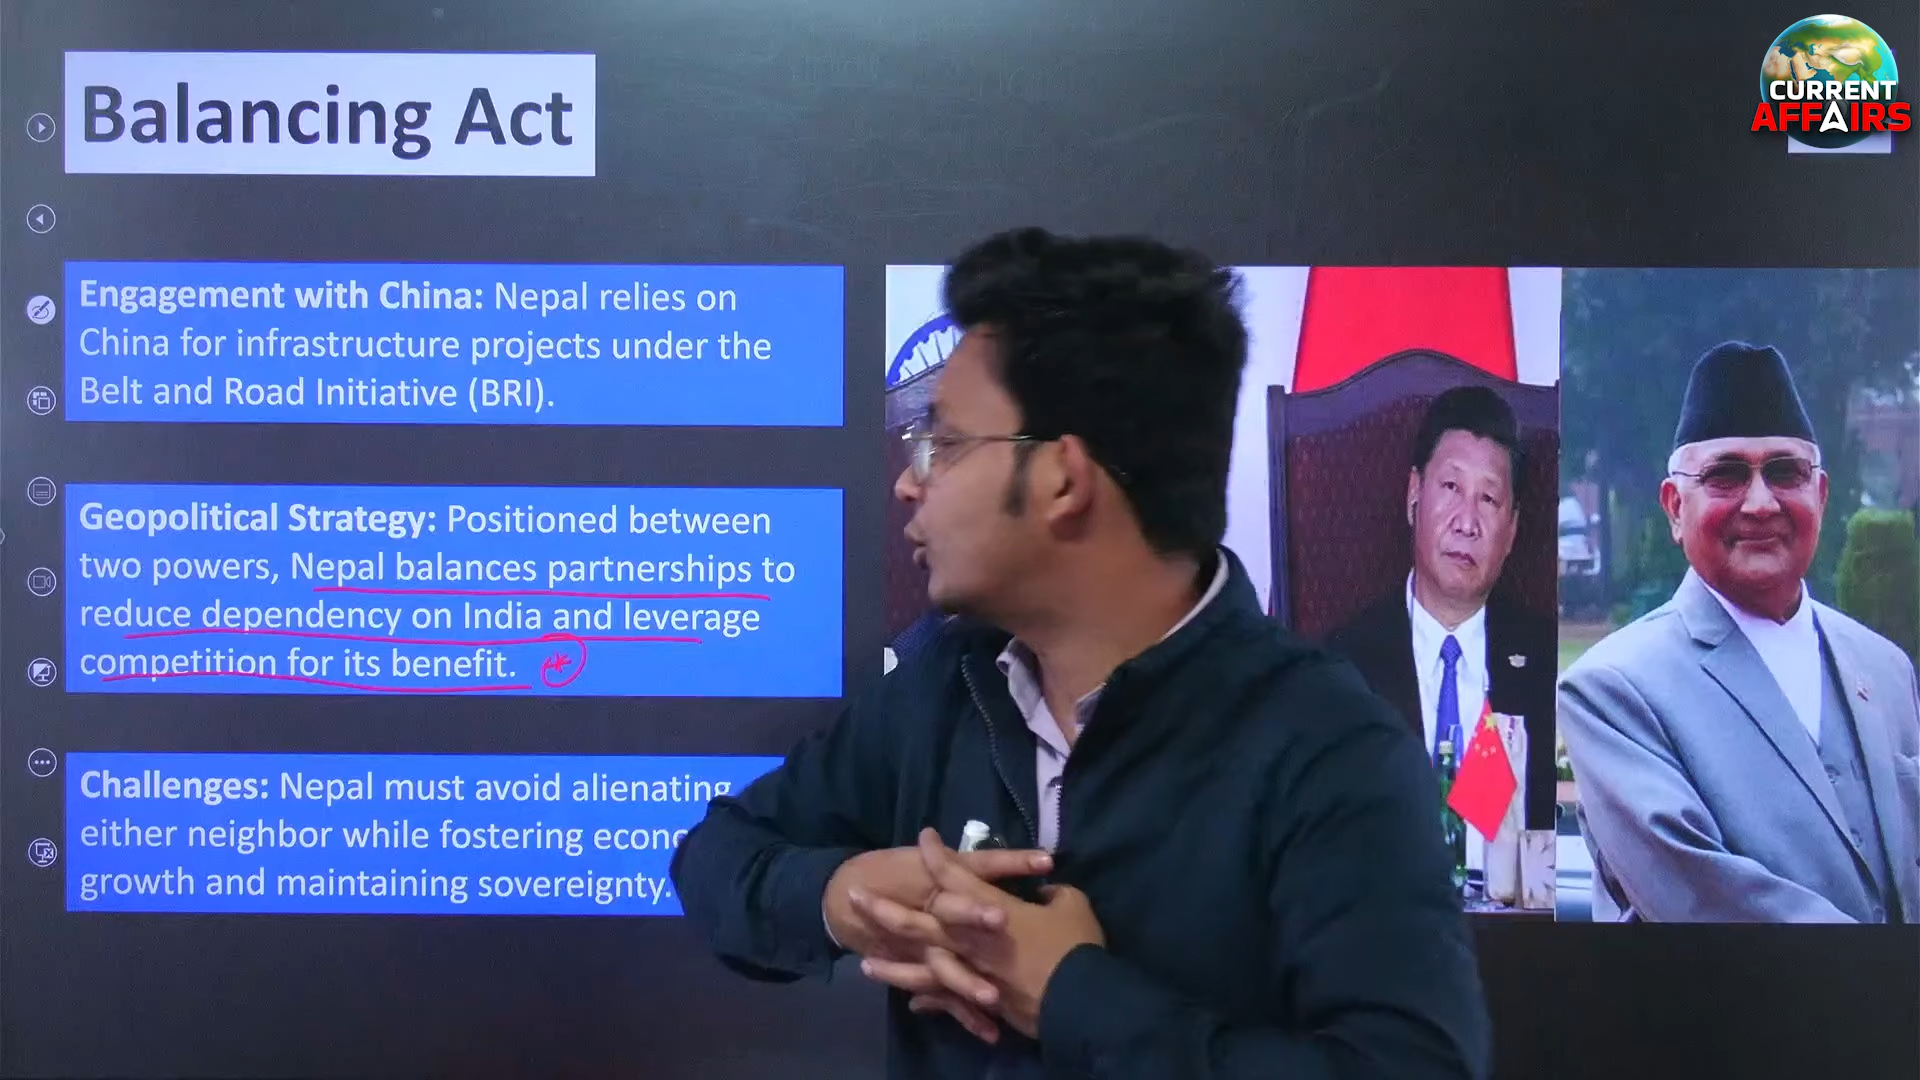 Balancing Act
Engagement with China: Nepal relies on
China for infrastructure projects under the
Belt and Road Initiative (BRI).
Geopolitical Strategy: Positioned between
two powers, Nepal balances partnerships to
reduce dependency on India and leverage
competition for its benefit.
Challenges: Nepal must avoid alienating
either neighbor while fostering econo
growth and maintaining sovereignty.
CURRENT
AFFAIRS